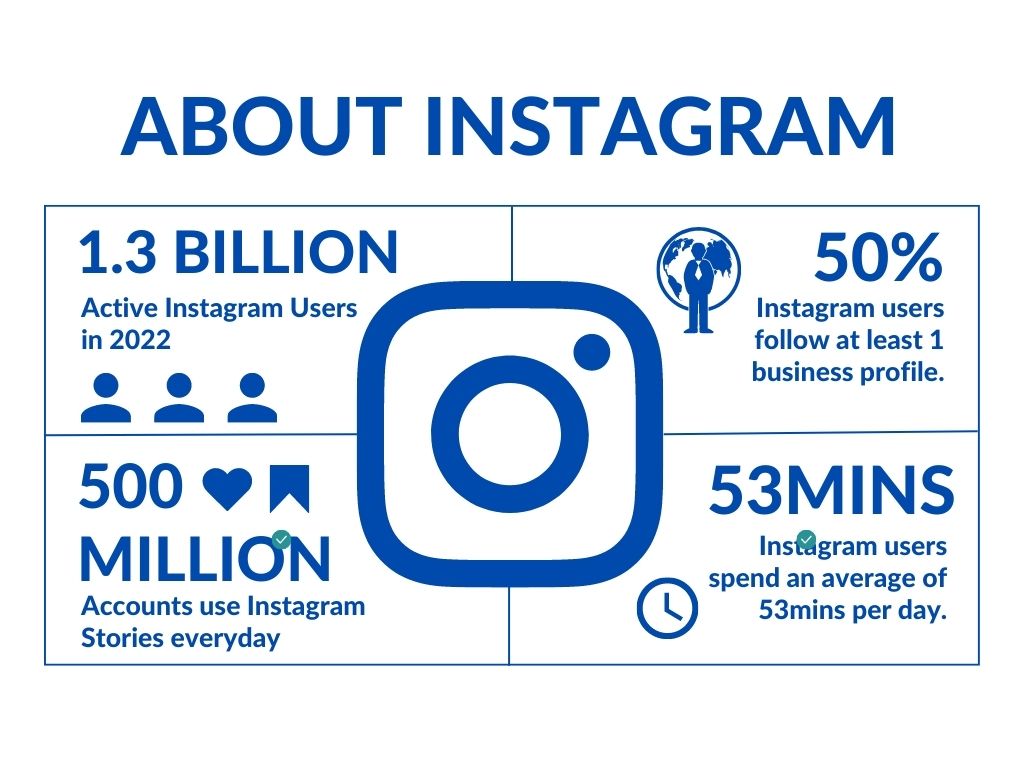 ABOUT INSTAGRAM
1.3 BILLION
Active Instagram Users
in 2022
50%
Instagram users
follow at least 1
business profile.
500
MILLION
Accounts use Instagram
Stories everyday
53MINS
Instagram users
spend an average of
53mins per day.